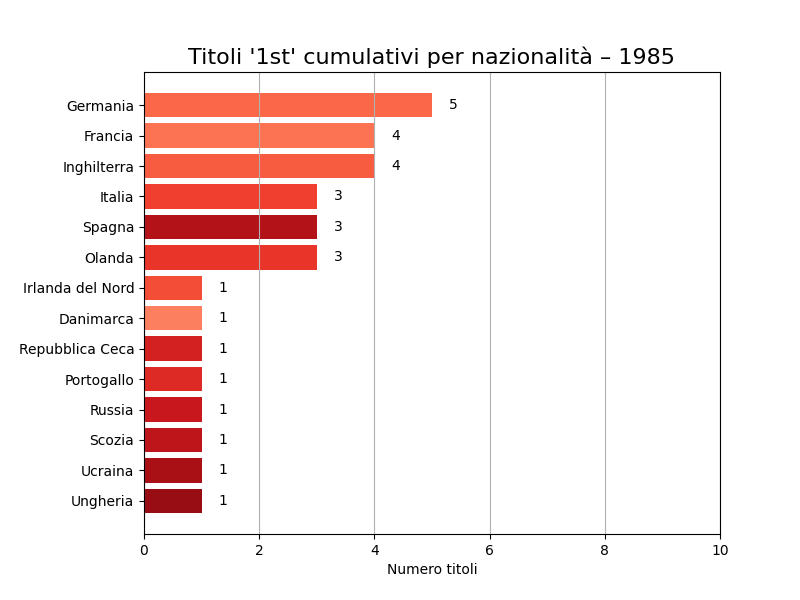 Titoli '1st' cumulativi per nazionalità – 1985
Germania 5
Francia 4
Inghilterra 4
Italia 3
Spagna 3
Olanda 3
Irlanda del Nord 1
Danimarca 1
Repubblica Ceca 1
Portogallo 1
Russia 1
Scozia 1
Ucraina 1
Ungheria 1
0 2 4 6 8 10
Numero titoli